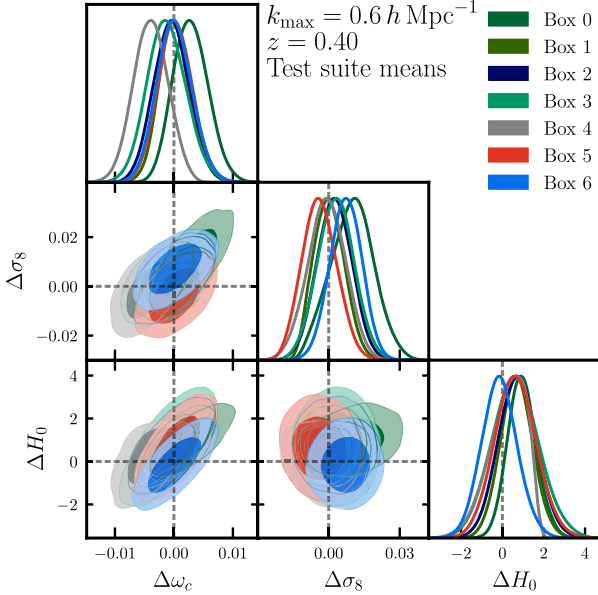 k_max = 0.6 h Mpc⁻¹
z = 0.40
Test suite means
Box 0
Box 1
Box 2
Box 3
Box 4
Box 5
Box 6
Δσ₈
0.02
0.00
−0.02
ΔH₀
4
2
0
−2
−0.01 0.00 0.01
0.00 0.03
−2 0 2 4
Δω_c
Δσ₈
ΔH₀